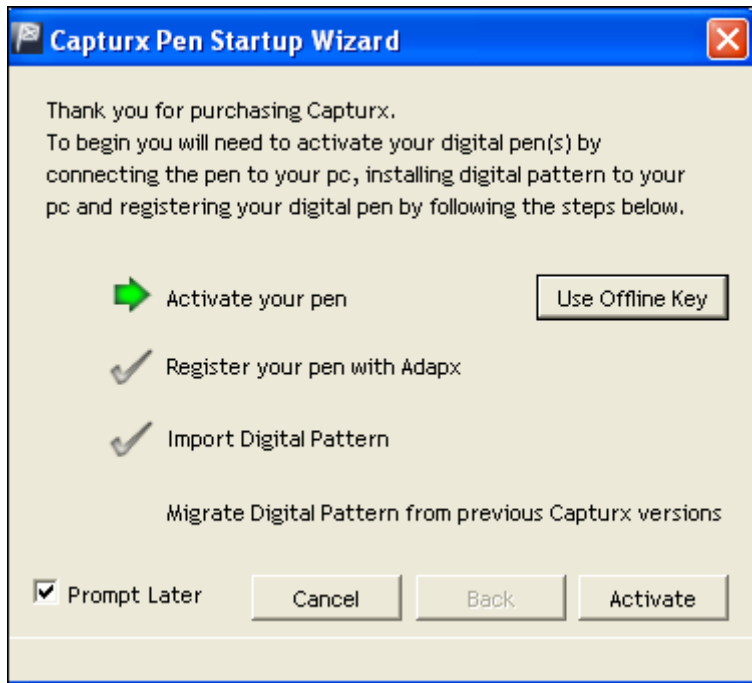 Capturx Pen Startup Wizard
Thank you for purchasing Capturx.
To begin you will need to activate your digital pen(s) by
connecting the pen to your pc, installing digital pattern to your
pc and registering your digital pen by following the steps below.
Activate your pen
Use Offline Key
Register your pen with Adapx
Import Digital Pattern
Migrate Digital Pattern from previous Capturx versions
Prompt Later
Cancel
Back
Activate